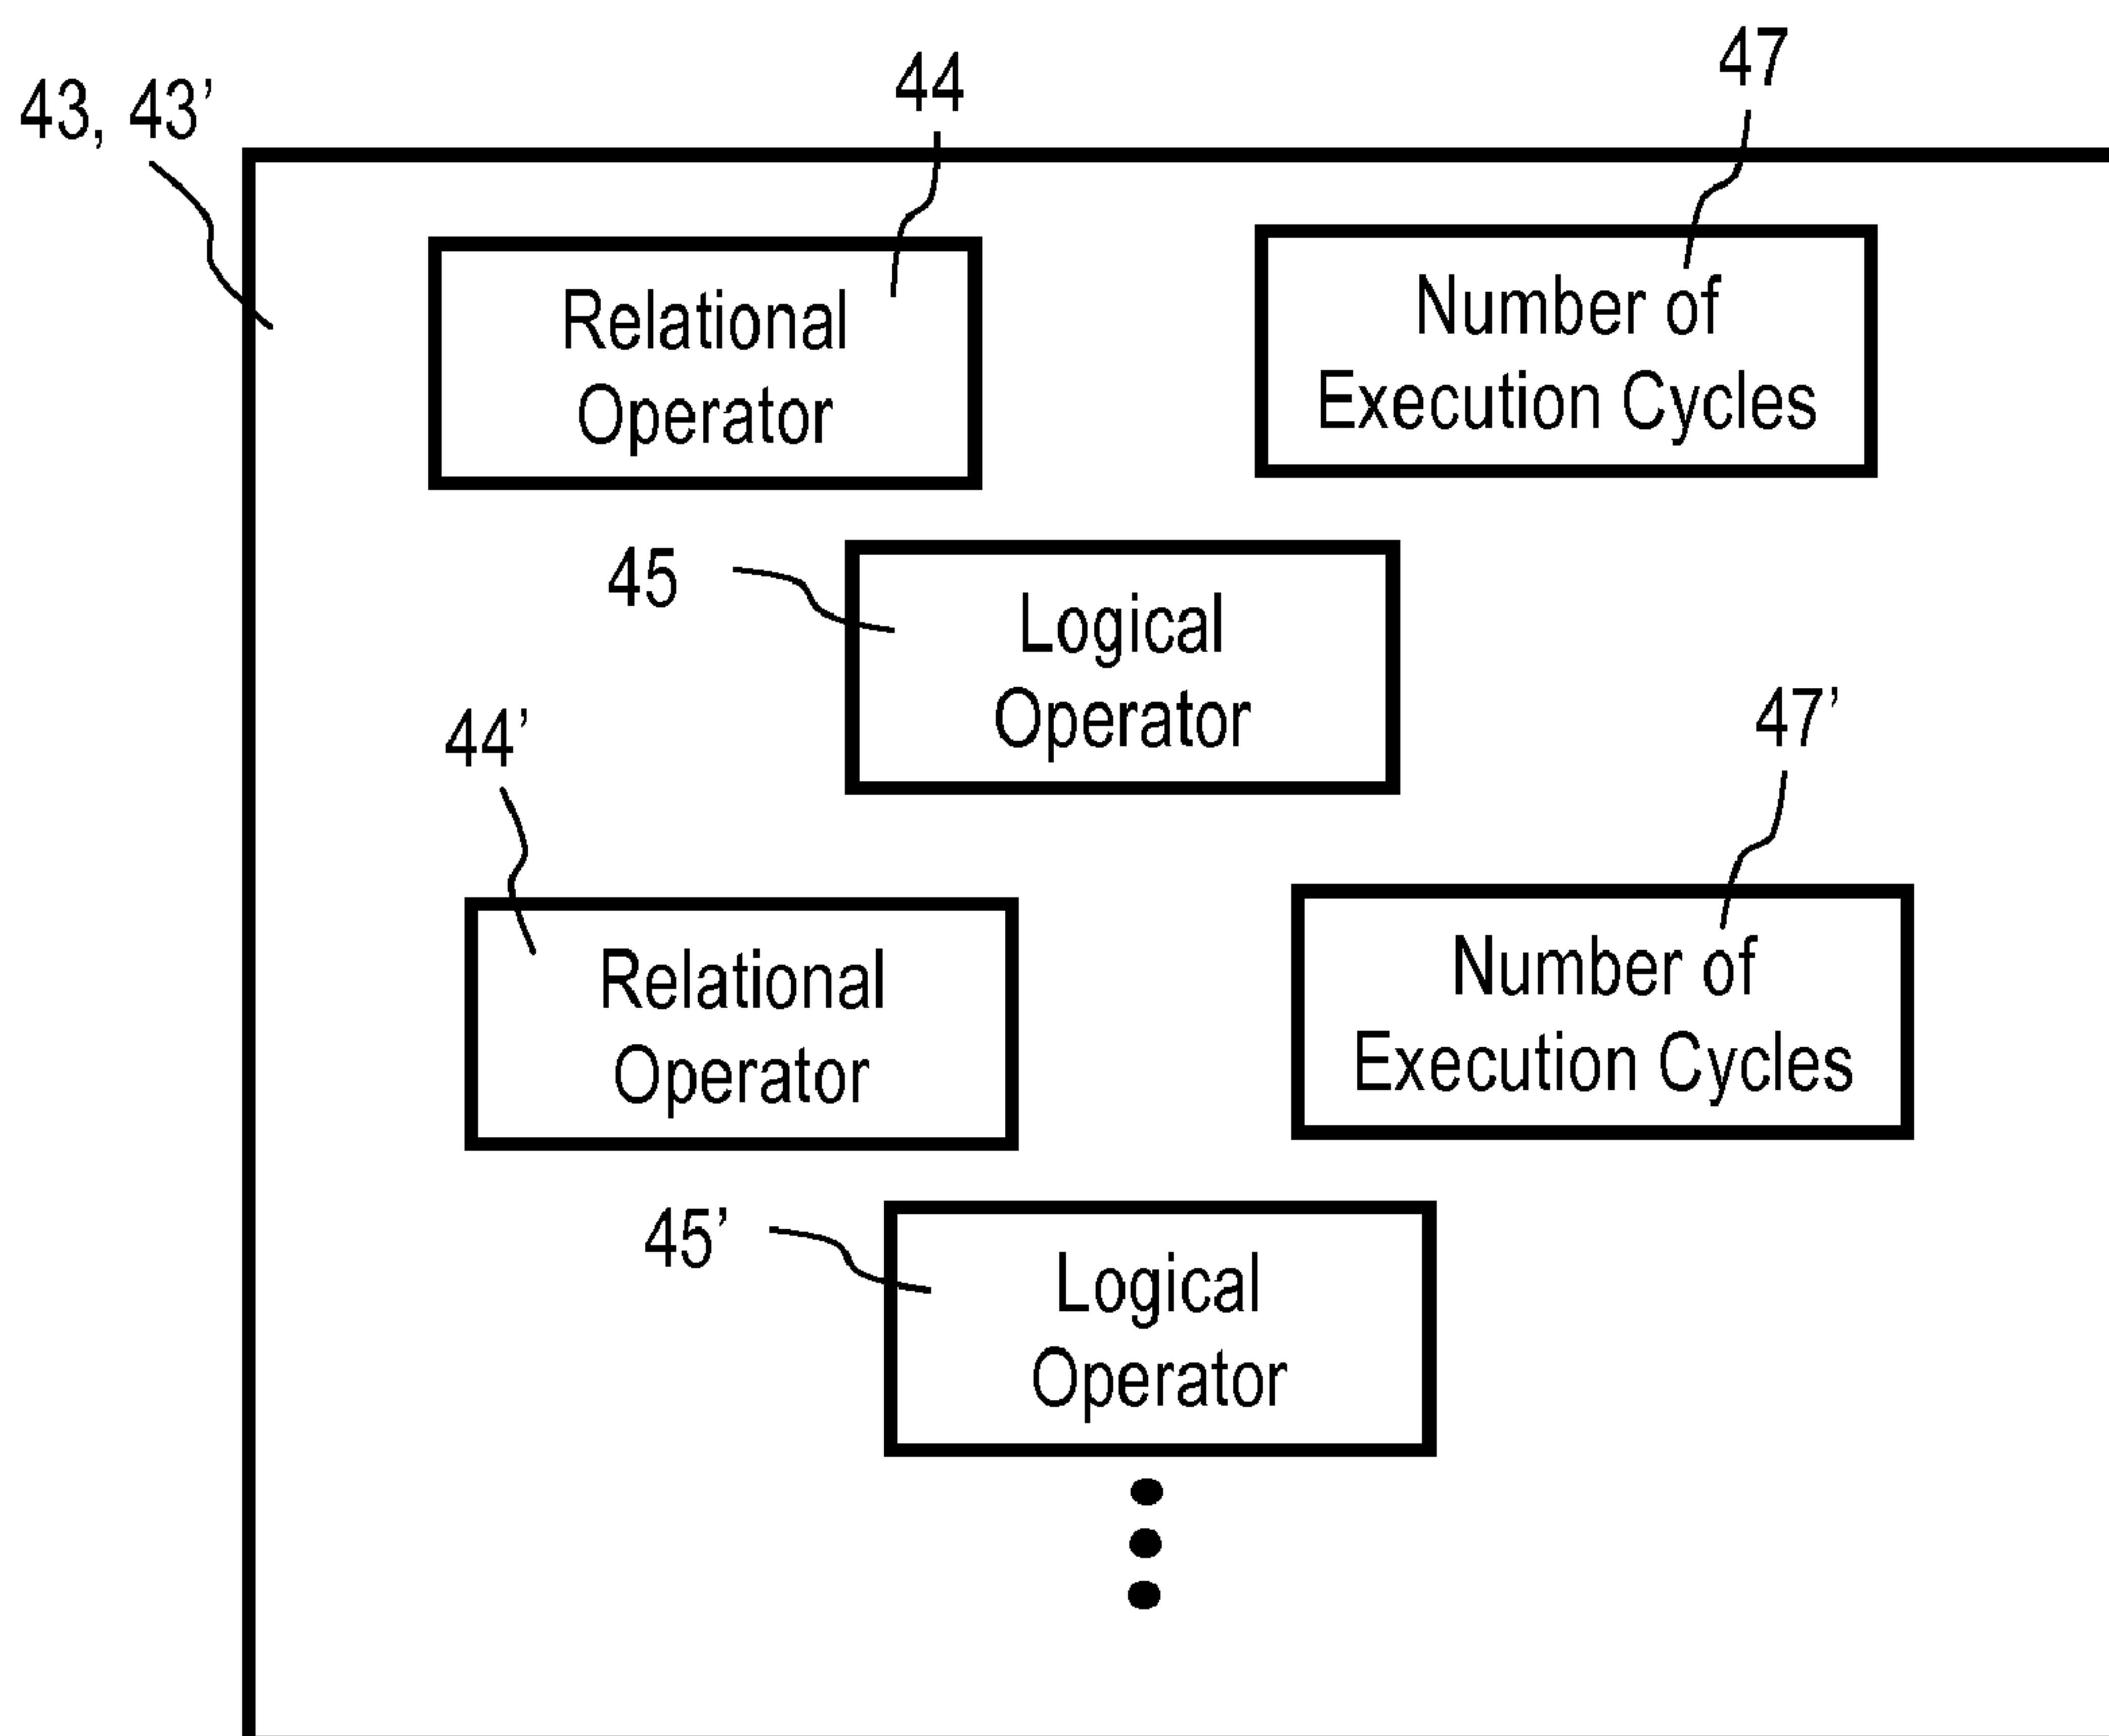 47
44
43, 43’
Relational
Operator
Number of
Execution Cycles
45
Logical
Operator
44’
47’
Relational
Operator
Number of
Execution Cycles
45’
Logical
Operator